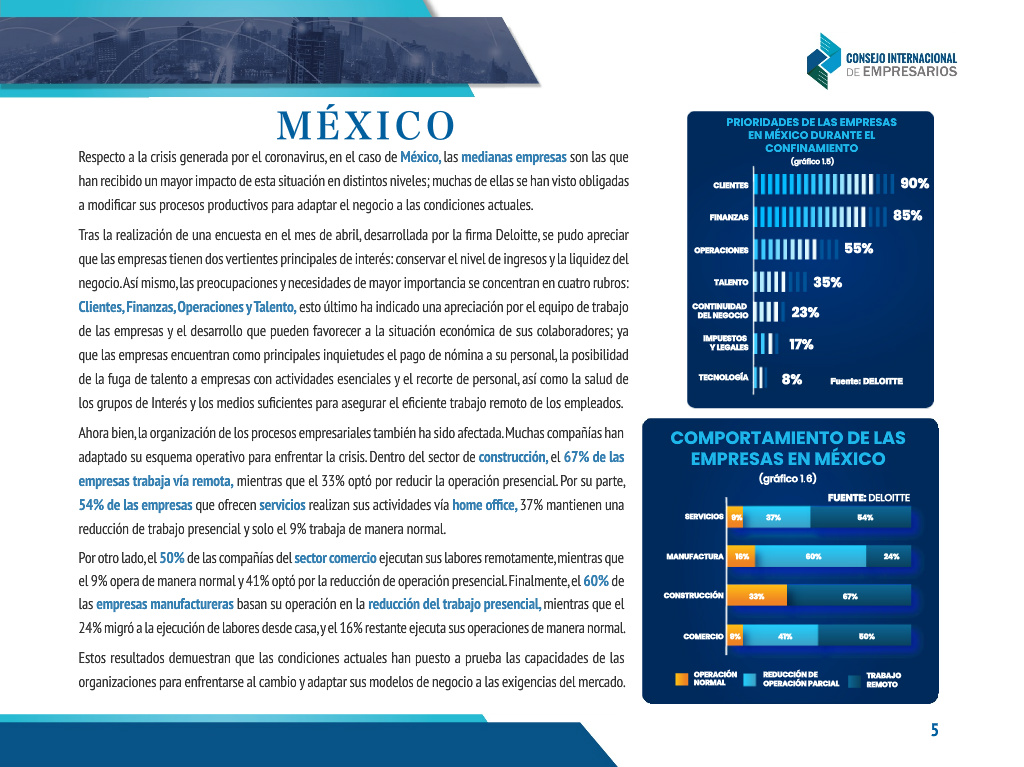 CONSEJO INTERNACIONAL
DE EMPRESARIOS
MÉXICO
Respecto a la crisis generada por el coronavirus, en el caso de México, las medianas empresas son las que
han recibido un mayor impacto de esta situación en distintos niveles; muchas de ellas se han visto obligadas
a modificar sus procesos productivos para adaptar el negocio a las condiciones actuales.
Tras la realización de una encuesta en el mes de abril, desarrollada por la firma Deloitte, se pudo apreciar
que las empresas tienen dos vertientes principales de interés: conservar el nivel de ingresos y la liquidez del
negocio. Así mismo, las preocupaciones y necesidades de mayor importancia se concentran en cuatro rubros:
Clientes, Finanzas, Operaciones y Talento, esto último ha indicado una apreciación por el equipo de trabajo
de las empresas y el desarrollo que pueden favorecer a la situación económica de sus colaboradores; ya
que las empresas encuentran como principales inquietudes el pago de nómina a su personal, la posibilidad
de la fuga de talento a empresas con actividades esenciales y el recorte de personal, así como la salud de
los grupos de Interés y los medios suficientes para asegurar el eficiente trabajo remoto de los empleados.
Ahora bien, la organización de los procesos empresariales también ha sido afectada. Muchas compañías han
adaptado su esquema operativo para enfrentar la crisis. Dentro del sector de construcción, el 67% de las
empresas trabaja vía remota, mientras que el 33% optó por reducir la operación presencial. Por su parte,
54% de las empresas que ofrecen servicios realizan sus actividades vía home office, 37% mantienen una
reducción de trabajo presencial y solo el 9% trabaja de manera normal.
Por otro lado, el 50% de las compañías del sector comercio ejecutan sus labores remotamente, mientras que
el 9% opera de manera normal y 41% optó por la reducción de operación presencial. Finalmente, el 60% de
las empresas manufactureras basan su operación en la reducción del trabajo presencial, mientras que el
24% migró a la ejecución de labores desde casa, y el 16% restante ejecuta sus operaciones de manera normal.
Estos resultados demuestran que las condiciones actuales han puesto a prueba las capacidades de las
organizaciones para enfrentarse al cambio y adaptar sus modelos de negocio a las exigencias del mercado.
PRIORIDADES DE LAS EMPRESAS
EN MÉXICO DURANTE EL
CONFINAMIENTO
(gráfico 1.5)
CLIENTES 90%
FINANZAS 85%
OPERACIONES 55%
TALENTO 35%
CONTINUIDAD
DEL NEGOCIO 23%
IMPUESTOS
Y LEGALES 17%
TECNOLOGÍA 8% Fuente: DELOITTE
COMPORTAMIENTO DE LAS
EMPRESAS EN MÉXICO
(gráfico 1.6)
FUENTE: DELOITTE
SERVICIOS 9% 37% 54%
MANUFACTURA 16% 60% 24%
CONSTRUCCIÓN 33% 67%
COMERCIO 9% 41% 50%
OPERACIÓN
NORMAL
REDUCCIÓN DE
OPERACIÓN PARCIAL
TRABAJO
REMOTO
5